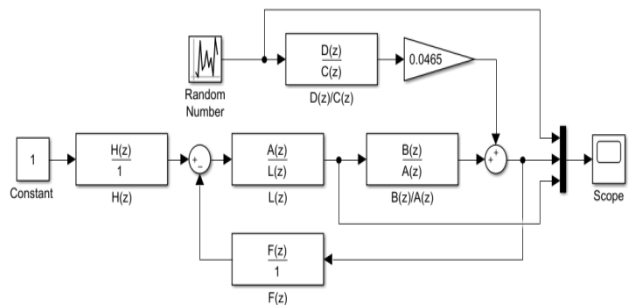 Random
Number
D(z)
C(z)
D(z)/C(z)
0.0465
1
Constant
H(z)
1
H(z)
+
−
A(z)
L(z)
L(z)
B(z)
A(z)
B(z)/A(z)
+
+
Scope
F(z)
1
F(z)